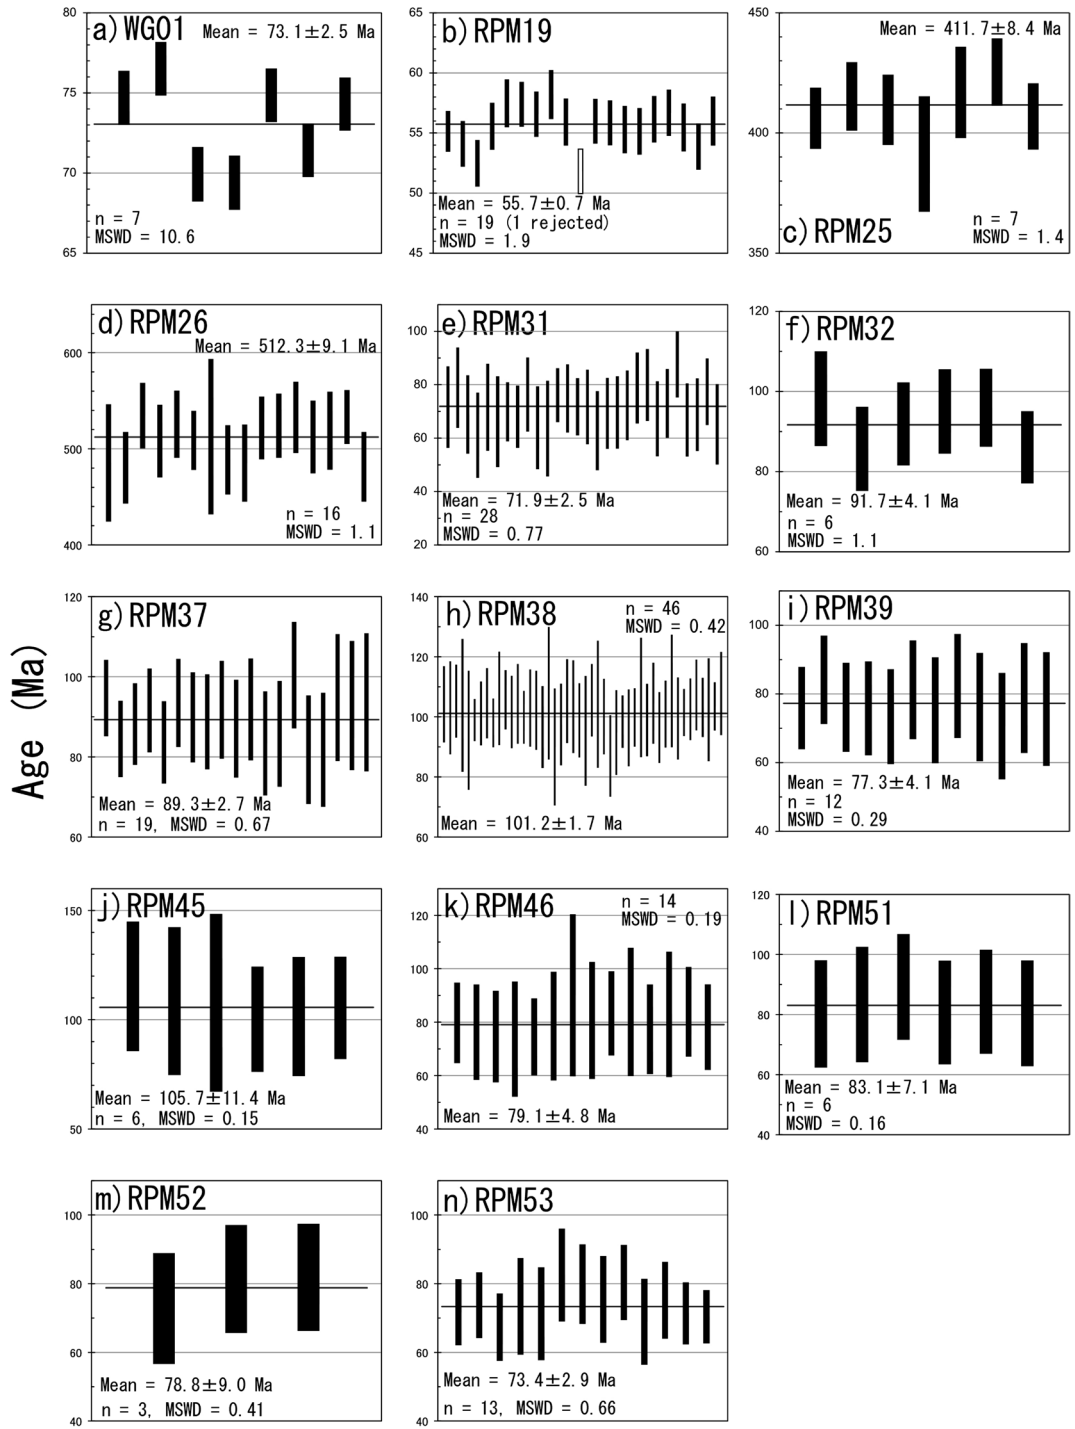 Age (Ma)
a) WG01
Mean = 73.1±2.5 Ma
n = 7
MSWD = 10.6
80
75
70
65
b) RPM19
Mean = 55.7±0.7 Ma
n = 19 (1 rejected)
MSWD = 1.9
65
60
55
50
45
Mean = 411.7±8.4 Ma
c) RPM25
n = 7
MSWD = 1.4
450
400
350
d) RPM26
Mean = 512.3±9.1 Ma
n = 16
MSWD = 1.1
600
500
400
e) RPM31
Mean = 71.9±2.5 Ma
n = 28
MSWD = 0.77
100
80
60
40
20
f) RPM32
Mean = 91.7±4.1 Ma
n = 6
MSWD = 1.1
120
100
80
60
g) RPM37
Mean = 89.3±2.7 Ma
n = 19, MSWD = 0.67
120
100
80
60
h) RPM38
n = 46
MSWD = 0.42
Mean = 101.2±1.7 Ma
140
120
100
80
60
i) RPM39
Mean = 77.3±4.1 Ma
n = 12
MSWD = 0.29
100
80
60
40
j) RPM45
Mean = 105.7±11.4 Ma
n = 6, MSWD = 0.15
150
100
50
k) RPM46
n = 14
MSWD = 0.19
Mean = 79.1±4.8 Ma
120
100
80
60
40
l) RPM51
Mean = 83.1±7.1 Ma
n = 6
MSWD = 0.16
120
100
80
60
40
m) RPM52
Mean = 78.8±9.0 Ma
n = 3, MSWD = 0.41
100
80
60
40
n) RPM53
Mean = 73.4±2.9 Ma
n = 13, MSWD = 0.66
100
80
60
40